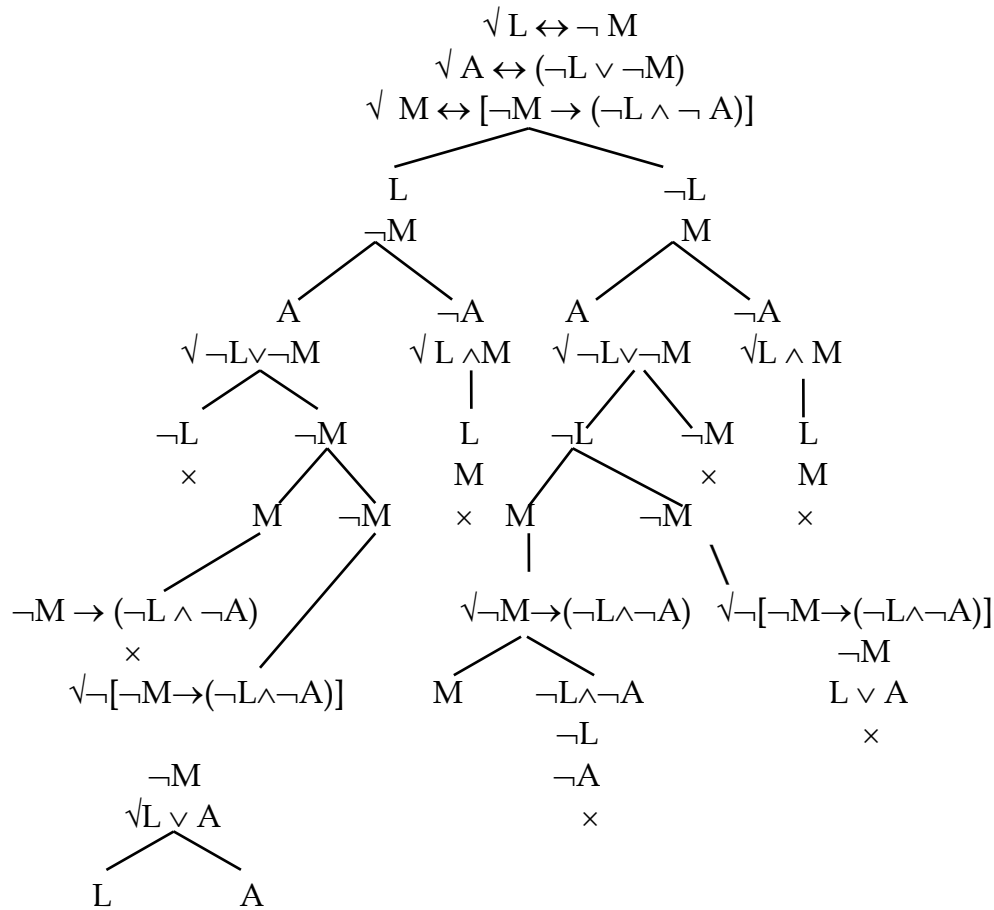 √ L ↔ ¬ M
√ A ↔ (¬L ∨ ¬M)
√ M ↔ [¬M → (¬L ∧ ¬ A)]
L ¬L
¬M M
A ¬A A ¬A
√ ¬L∨¬M √ L ∧M √ ¬L∨¬M √L ∧ M
¬L ¬M L ¬L ¬M L
× M × M
M ¬M × M ¬M ×
¬M → (¬L ∧ ¬A) √¬M→(¬L∧¬A) √¬[¬M→(¬L∧¬A)]
× ¬M
√¬[¬M→(¬L∧¬A)] M ¬L∧¬A L ∨ A
¬L ×
¬M ¬A
√L ∨ A ×
L A